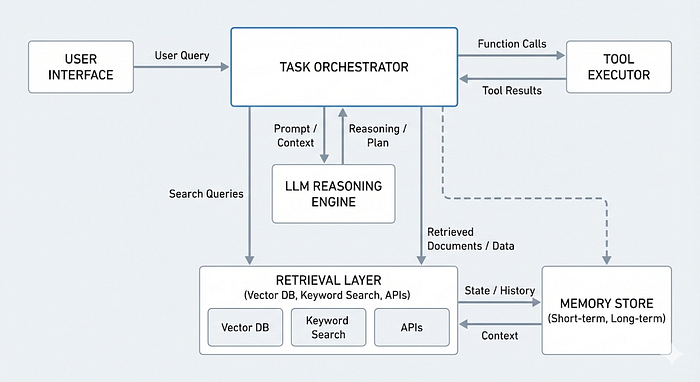 USER
INTERFACE
User Query
TASK ORCHESTRATOR
Function Calls
Tool Results
TOOL
EXECUTOR
Prompt /
Context
Reasoning /
Plan
LLM REASONING
ENGINE
Search Queries
Retrieved
Documents / Data
RETRIEVAL LAYER
(Vector DB, Keyword Search, APIs)
Vector DB
Keyword
Search
APIs
State / History
Context
MEMORY STORE
(Short-term, Long-term)